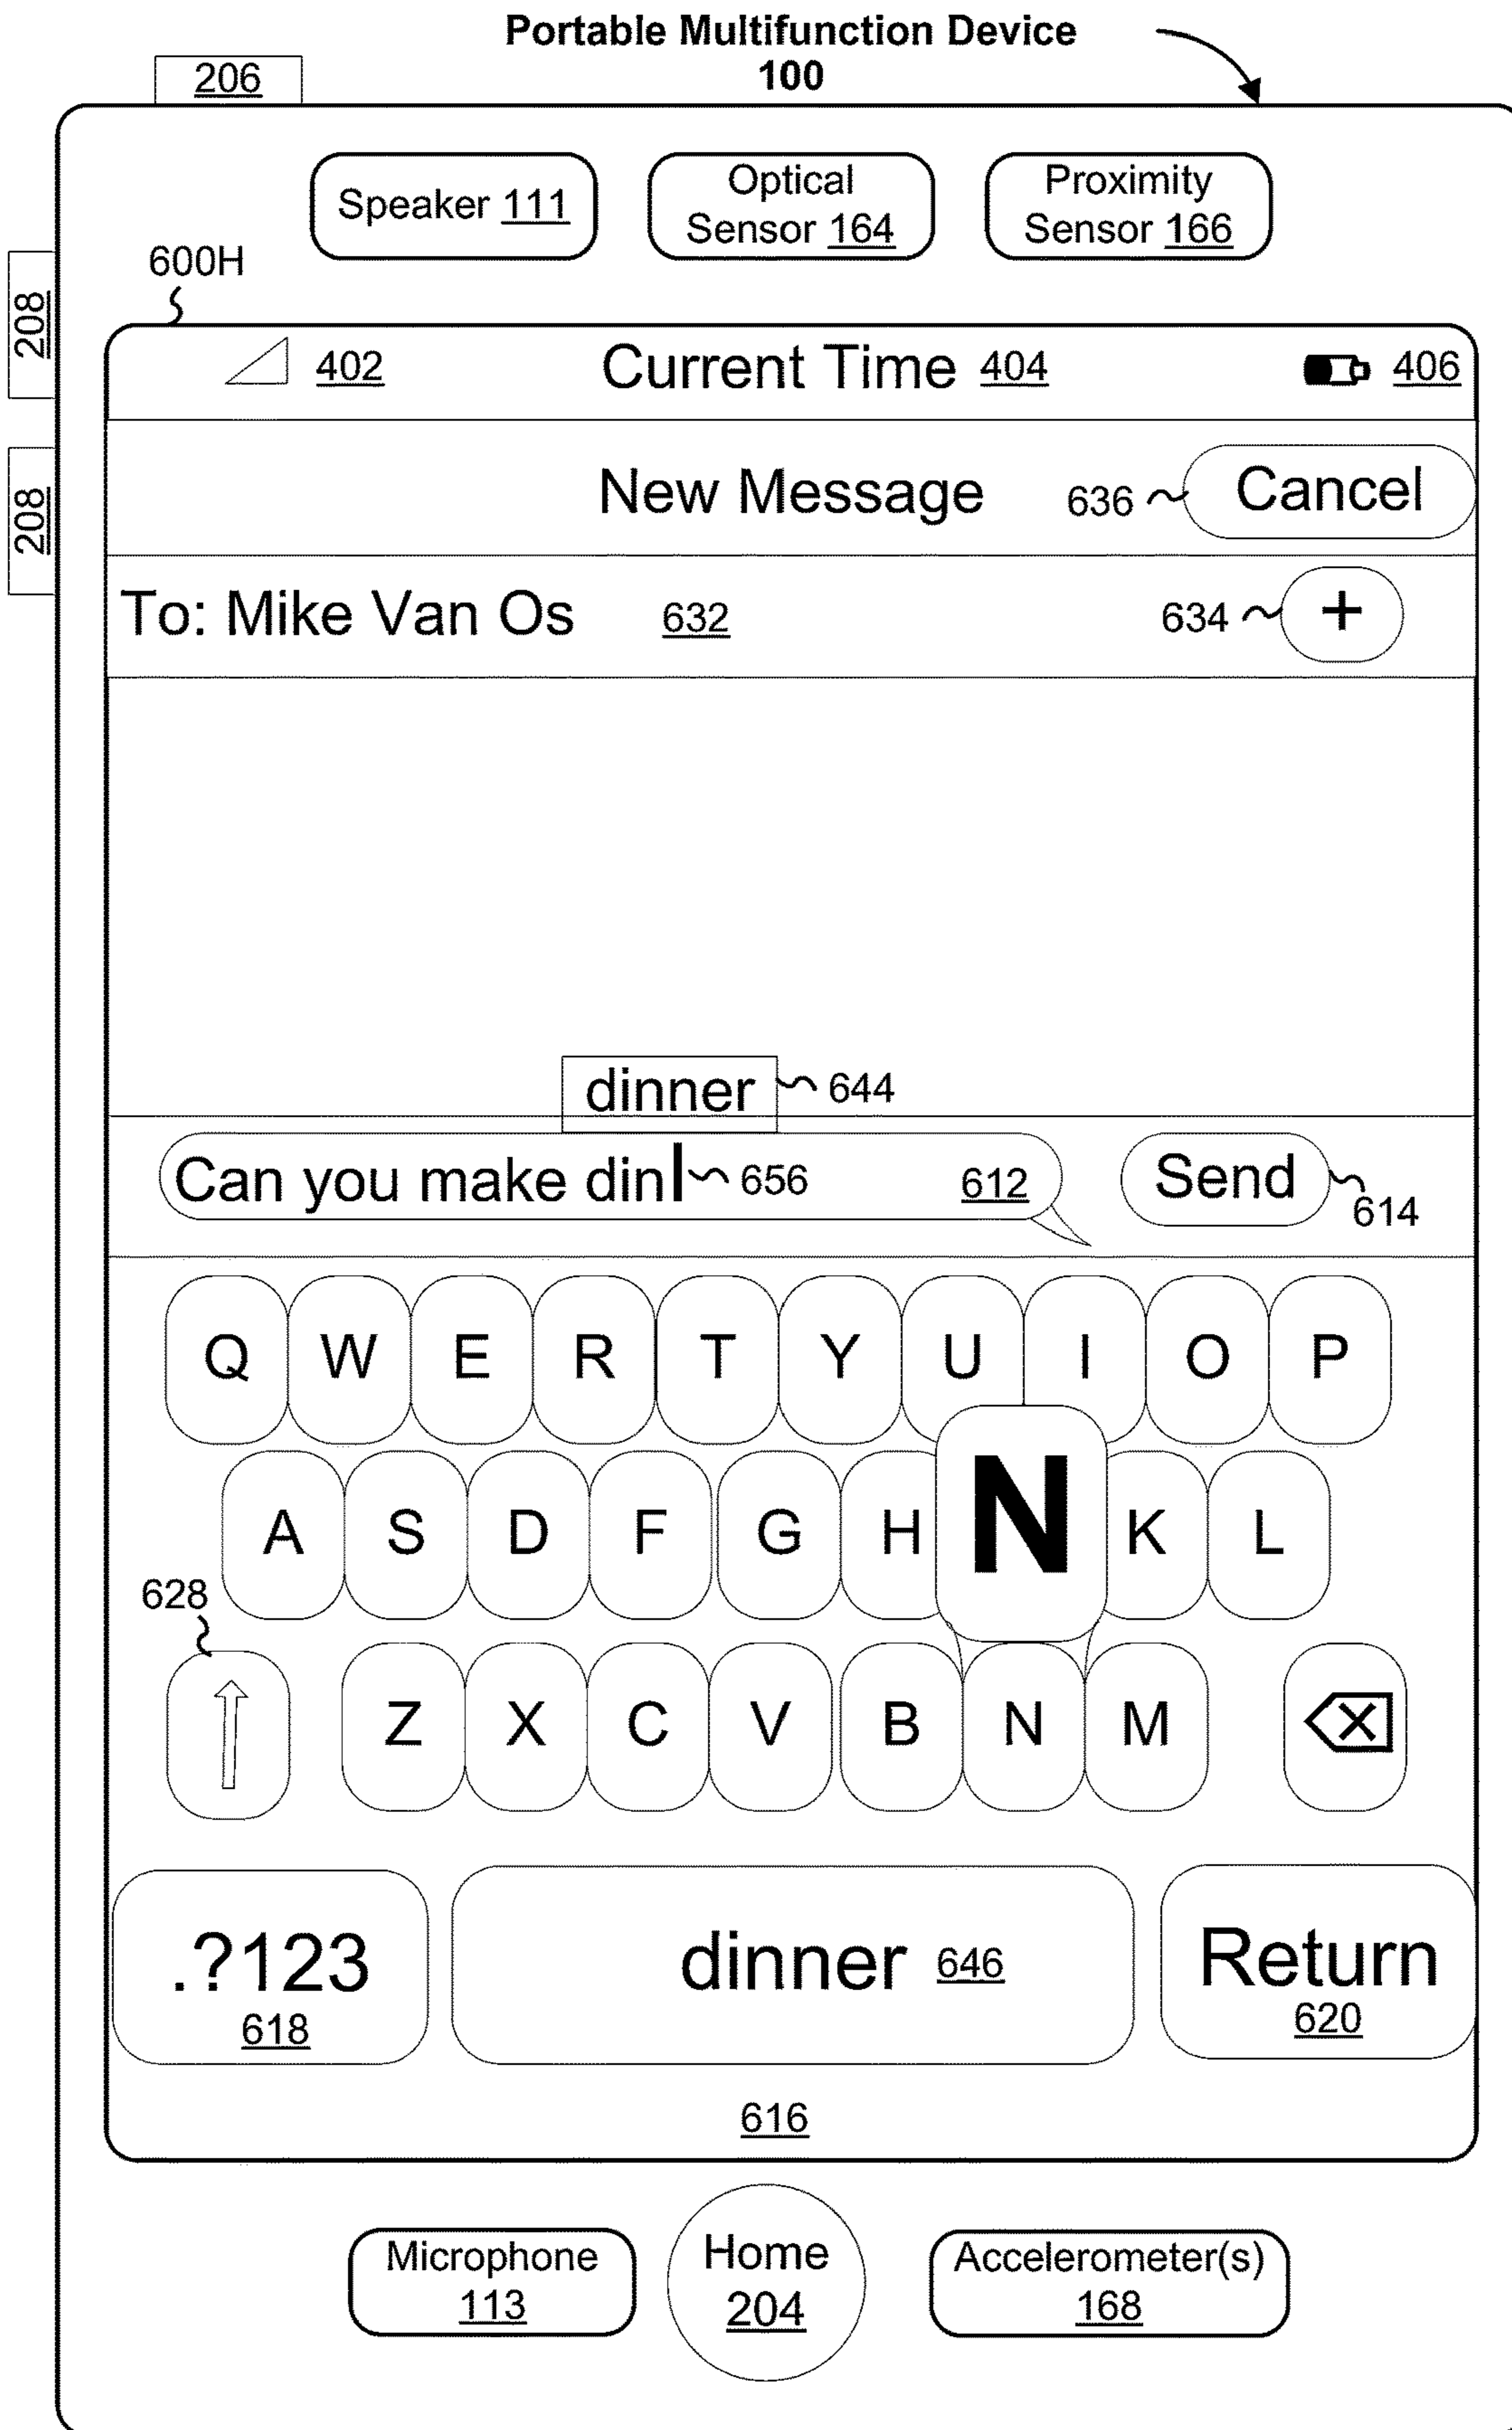 Portable Multifunction Device
100
206
Speaker 111
Optical
Sensor 164
Proximity
Sensor 166
600H
208
208
402
Current Time 404
406
New Message
636
Cancel
To: Mike Van Os
632
634
+
dinner
644
Can you make din
656
612
Send
614
Q W E R T Y U I O P
A S D F G H N K L
628
Z X C V B N M
.?123
618
dinner 646
Return
620
616
Microphone
113
Home
204
Accelerometer(s)
168